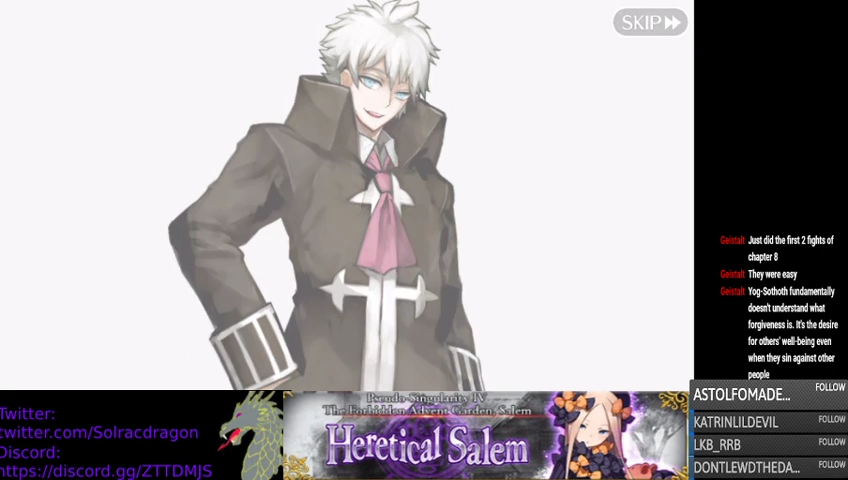 SKIP
Geistalt Just did the first 2 fights of
chapter 8
Geistalt They were easy
Geistalt Yog-Sothoth fundamentally
doesn't understand what
forgiveness is. It's the desire
for others' well-being even
when they sin against other
people
ASTOLFOMADE... FOLLOW
KATRINLILDEVIL FOLLOW
LKB_RRB FOLLOW
DONTLEWDTHEDA... FOLLOW
Twitter:
twitter.com/Solracdragon
Discord:
https://discord.gg/ZTTDMJS
Pseudo Singularity IV
The Forbidden Advent Garden, Salem
Heretical Salem